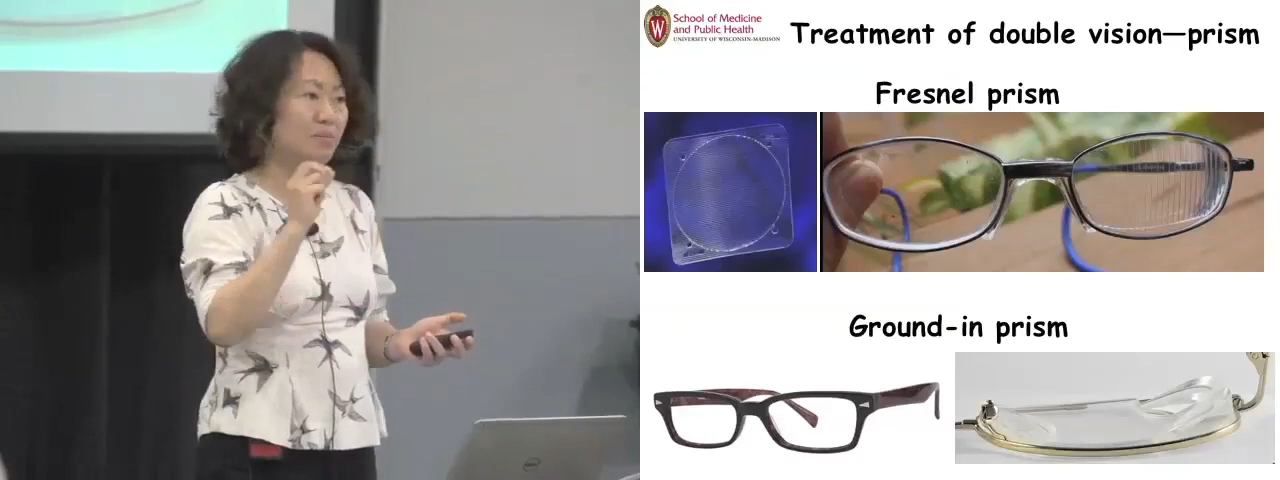 School of Medicine
and Public Health
UNIVERSITY OF WISCONSIN-MADISON
Treatment of double vision—prism
Fresnel prism
Ground-in prism